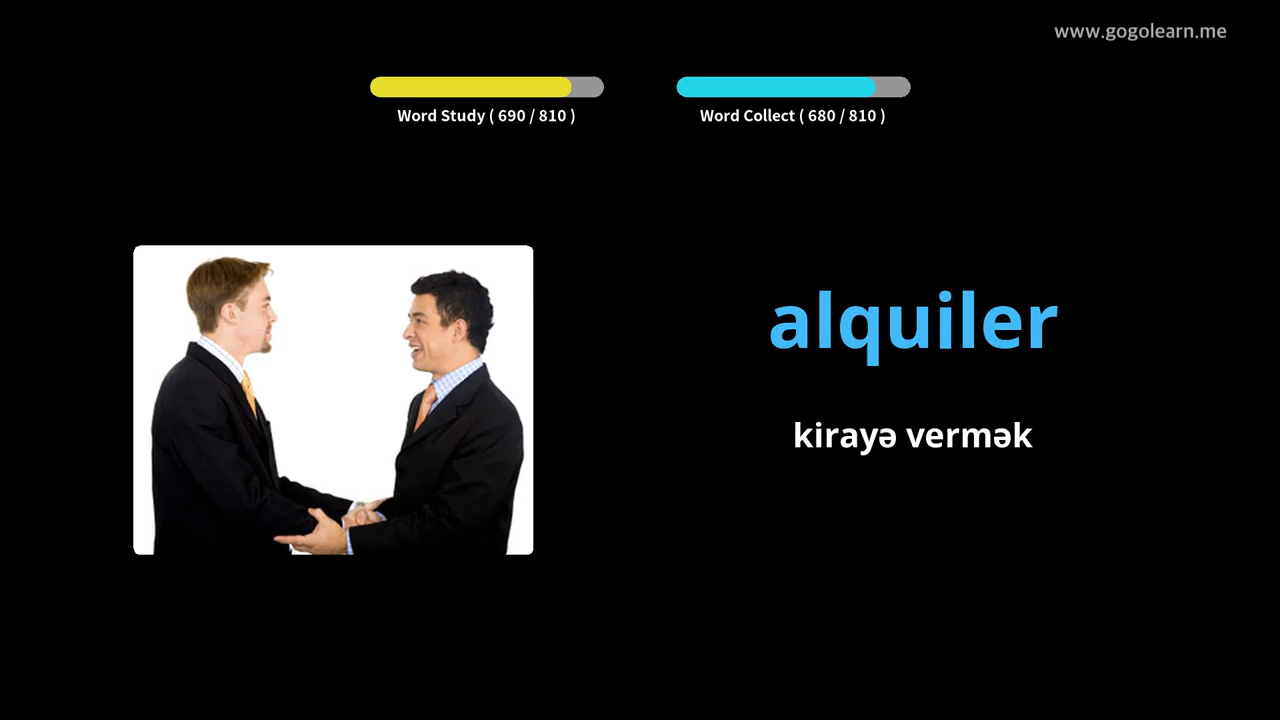 www.gogolearn.me
Word Study ( 690 / 810 )
Word Collect ( 680 / 810 )
alquiler
kirayə vermək